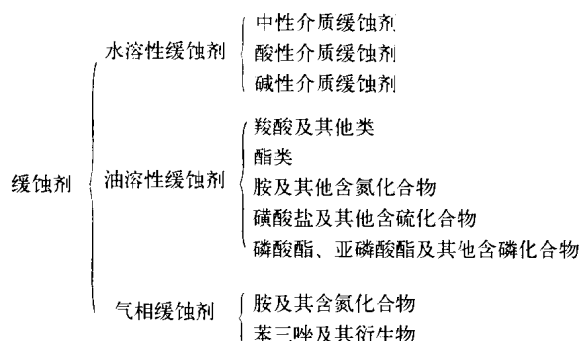 缓蚀剂
水溶性缓蚀剂
中性介质缓蚀剂
酸性介质缓蚀剂
碱性介质缓蚀剂
油溶性缓蚀剂
羧酸及其他类
酯类
胺及其他含氮化合物
磺酸盐及其他含硫化合物
磷酸酯、亚磷酸酯及其他含磷化合物
气相缓蚀剂
胺及其含氮化合物
苯三唑及其衍生物